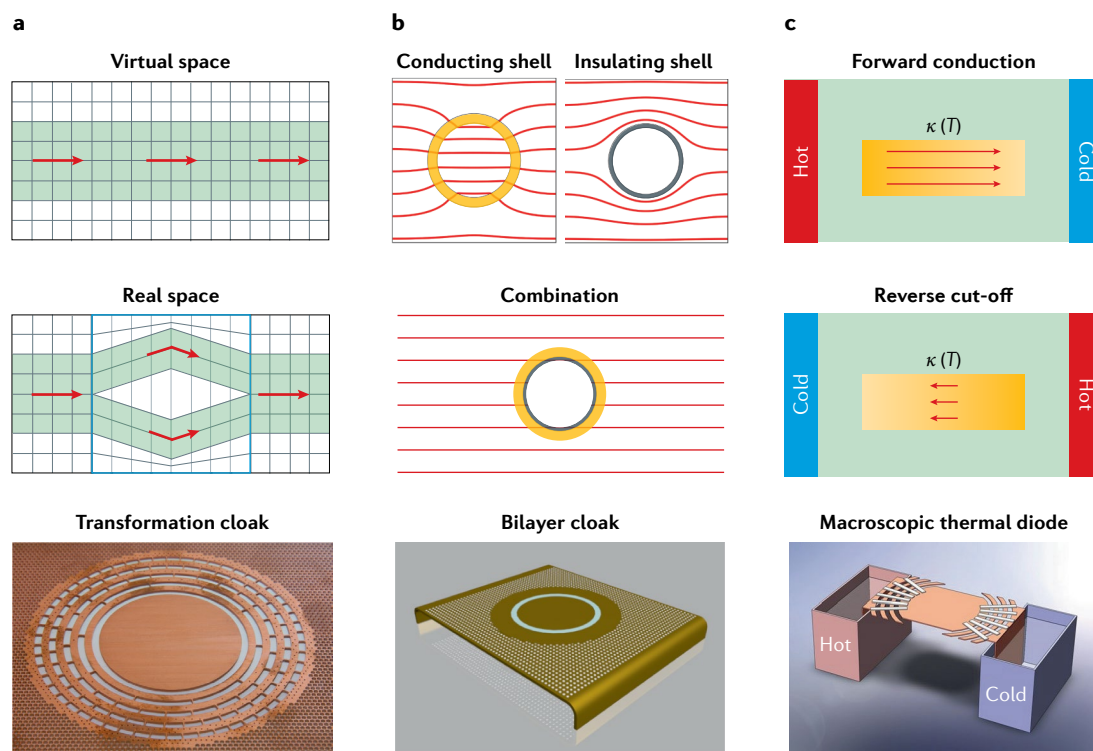 a
Virtual space
Real space
Transformation cloak
b
Conducting shell
Insulating shell
Combination
Bilayer cloak
c
Forward conduction
Hot
κ (T)
Cold
Reverse cut-off
Cold
κ (T)
Hot
Macroscopic thermal diode
Hot
Cold